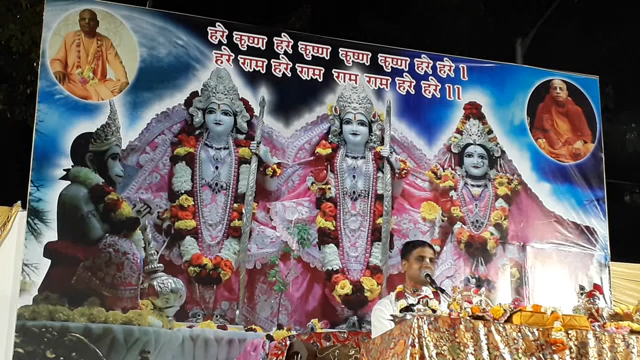 हरे कृष्ण हरे कृष्ण कृष्ण कृष्ण हरे हरे ।
हरे राम हरे राम राम राम हरे हरे ।।